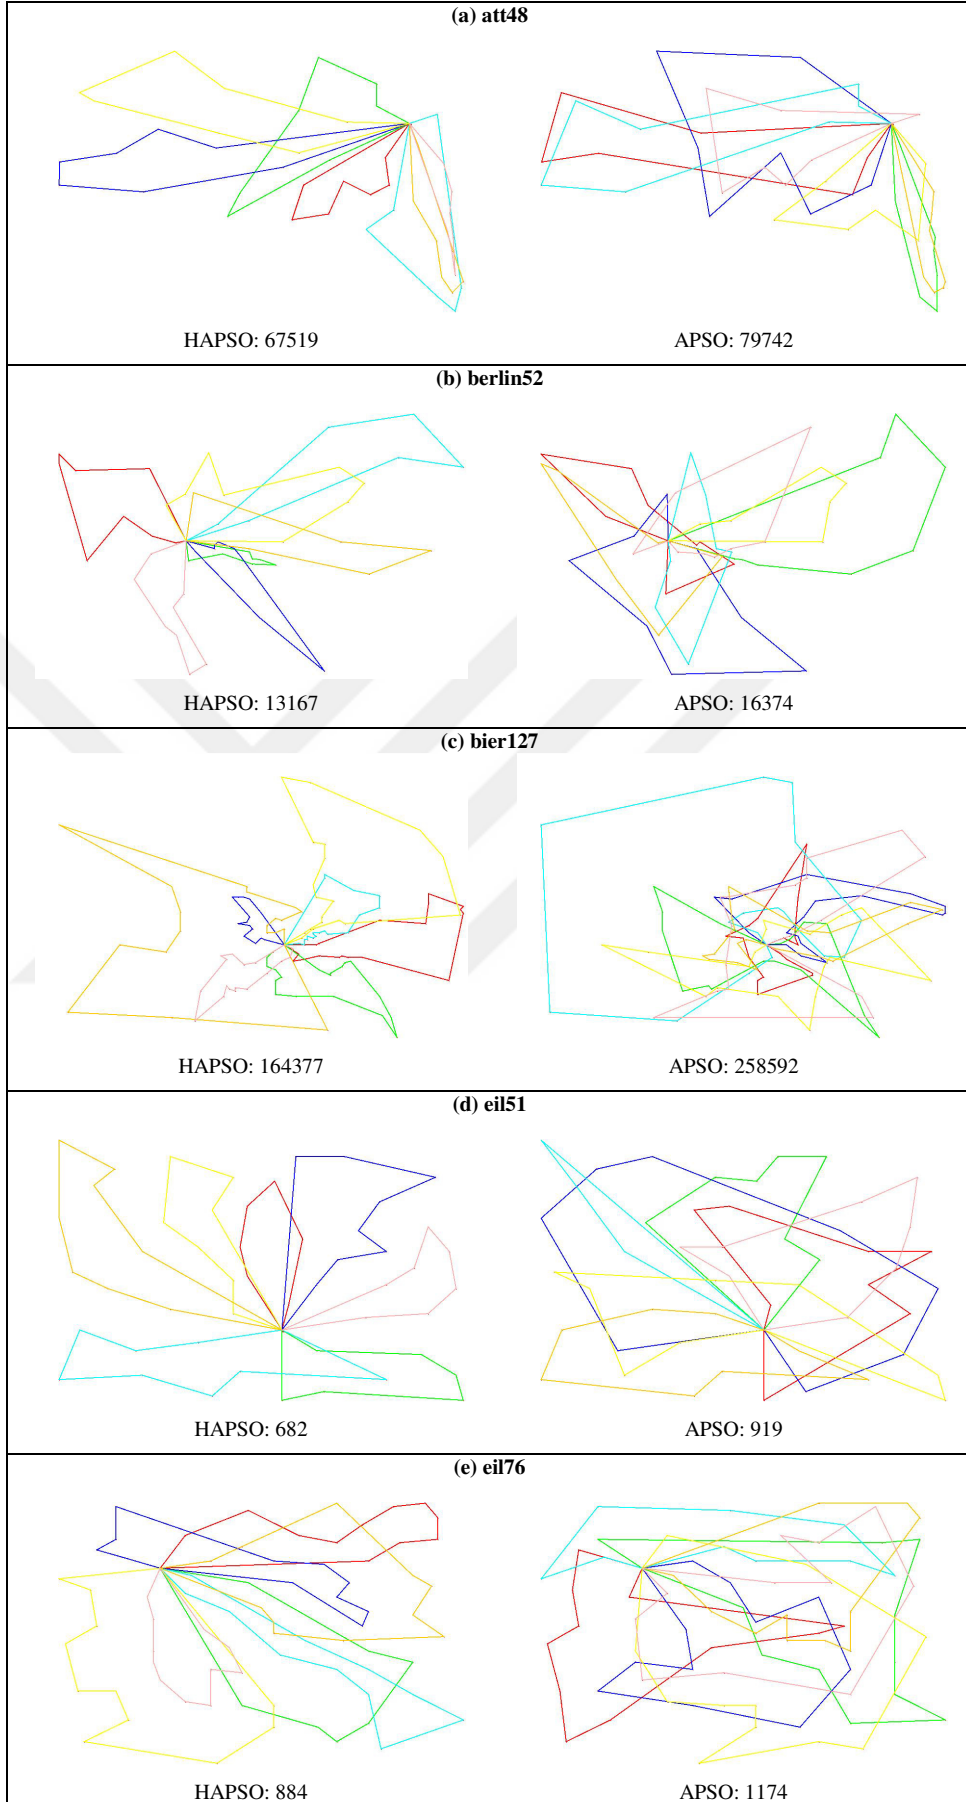 (a) att48
HAPSO: 67519
APSO: 79742
(b) berlin52
HAPSO: 13167
APSO: 16374
(c) bier127
HAPSO: 164377
APSO: 258592
(d) eil51
HAPSO: 682
APSO: 919
(e) eil76
HAPSO: 884
APSO: 1174